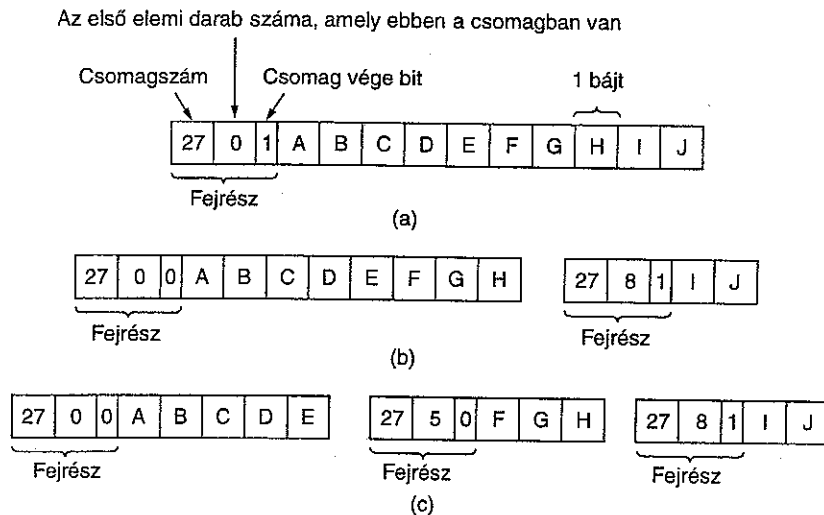 Az első elemi darab száma, amely ebben a csomagban van
Csomagszám
Csomag vége bit
1 bájt
27 0 1 A B C D E F G H I J
Fejrész
(a)
27 0 0 A B C D E F G H 27 8 1 I J
Fejrész Fejrész
(b)
27 0 0 A B C D E 27 5 0 F G H 27 8 1 I J
Fejrész Fejrész Fejrész
(c)